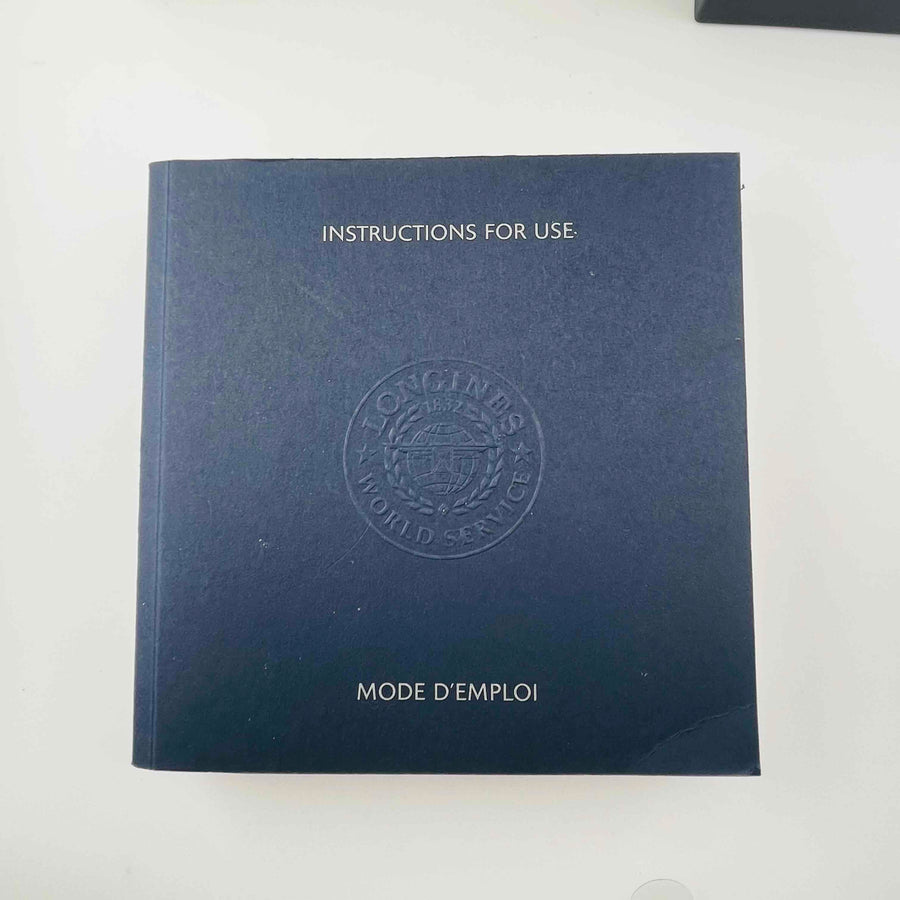 INSTRUCTIONS FOR USE
LONGINES
1832
WORLD SERVICE
MODE D'EMPLOI